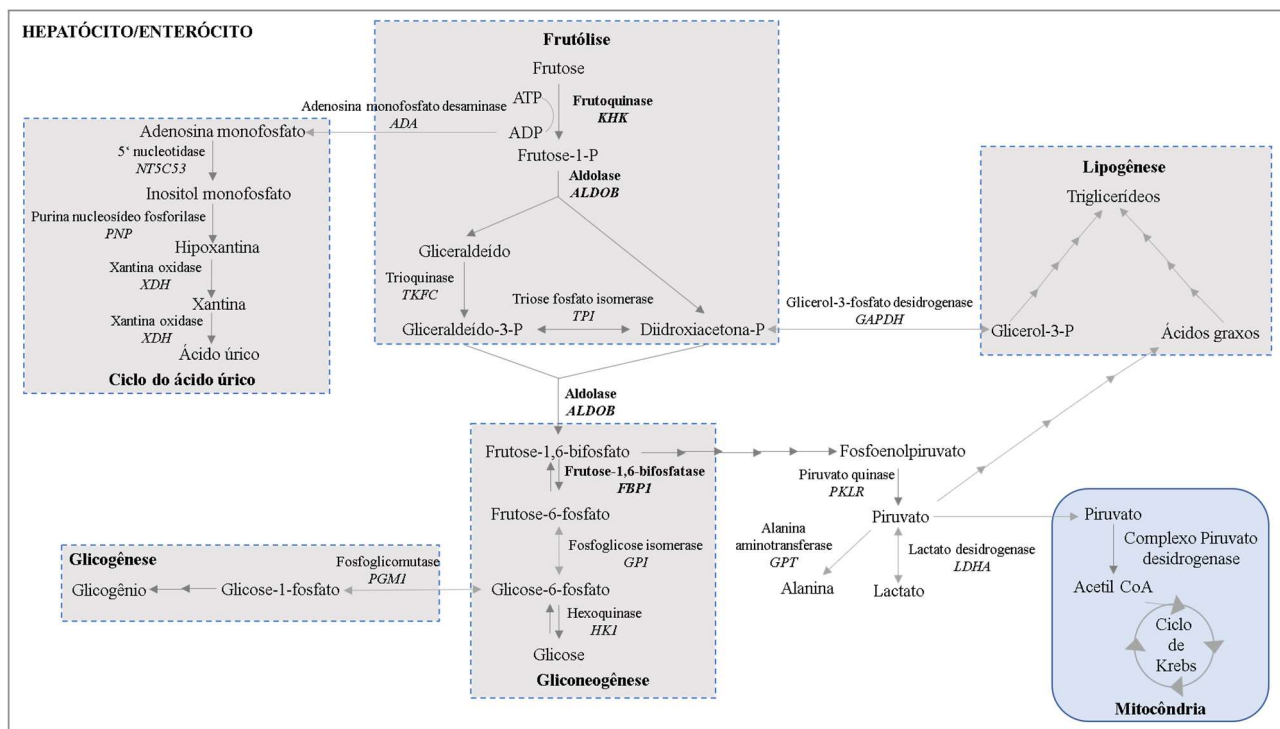 HEPATÓCITO/ENTERÓCITO
Frutólise
Frutose
ATP
ADP
Frutoquinase
KHK
Frutose-1-P
Aldolase
ALDOB
Gliceraldeído
Trioquinase
TKFC
Triose fosfato isomerase
TPI
Gliceraldeído-3-P
Diidroxiacetona-P
Adenosina monofosfato desaminase
ADA
Adenosina monofosfato
5‘ nucleotidase
NT5C53
Inositol monofosfato
Purina nucleosídeo fosforilase
PNP
Hipoxantina
Xantina oxidase
XDH
Xantina
Xantina oxidase
XDH
Ácido úrico
Ciclo do ácido úrico
Lipogênese
Triglicerídeos
Glicerol-3-fosfato desidrogenase
GAPDH
Glicerol-3-P
Ácidos graxos
Aldolase
ALDOB
Frutose-1,6-bifosfato
Frutose-1,6-bifosfatase
FBP1
Frutose-6-fosfato
Fosfoglicose isomerase
GPI
Glicose-6-fosfato
Hexoquinase
HK1
Glicose
Gliconeogênese
Glicogênese
Fosfoglicomutase
PGM1
Glicogênio
Glicose-1-fosfato
Fosfoenolpiruvato
Piruvato quinase
PKLR
Piruvato
Alanina
aminotransferase
GPT
Lactato desidrogenase
LDHA
Alanina
Lactato
Piruvato
Complexo Piruvato
desidrogenase
Acetil CoA
Ciclo
de
Krebs
Mitocôndria